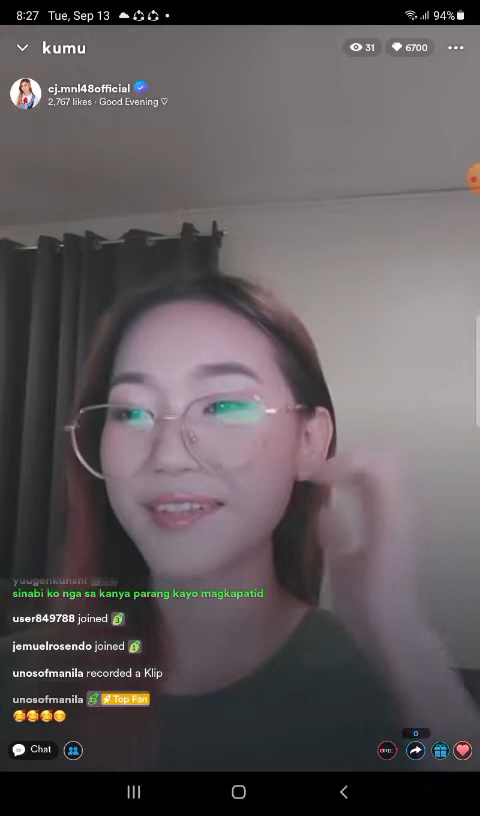 8:27 Tue, Sep 13 94%
kumu 31 6700
cj.mnl48official
2,767 likes · Good Evening ♡
yuugenkunshi
sinabi ko nga sa kanya parang kayo magkapatid
user849788 joined
jemuelrosendo joined
unosofmanila recorded a Klip
unosofmanila Top Fan
🥰🥰🥰😊
0
Chat